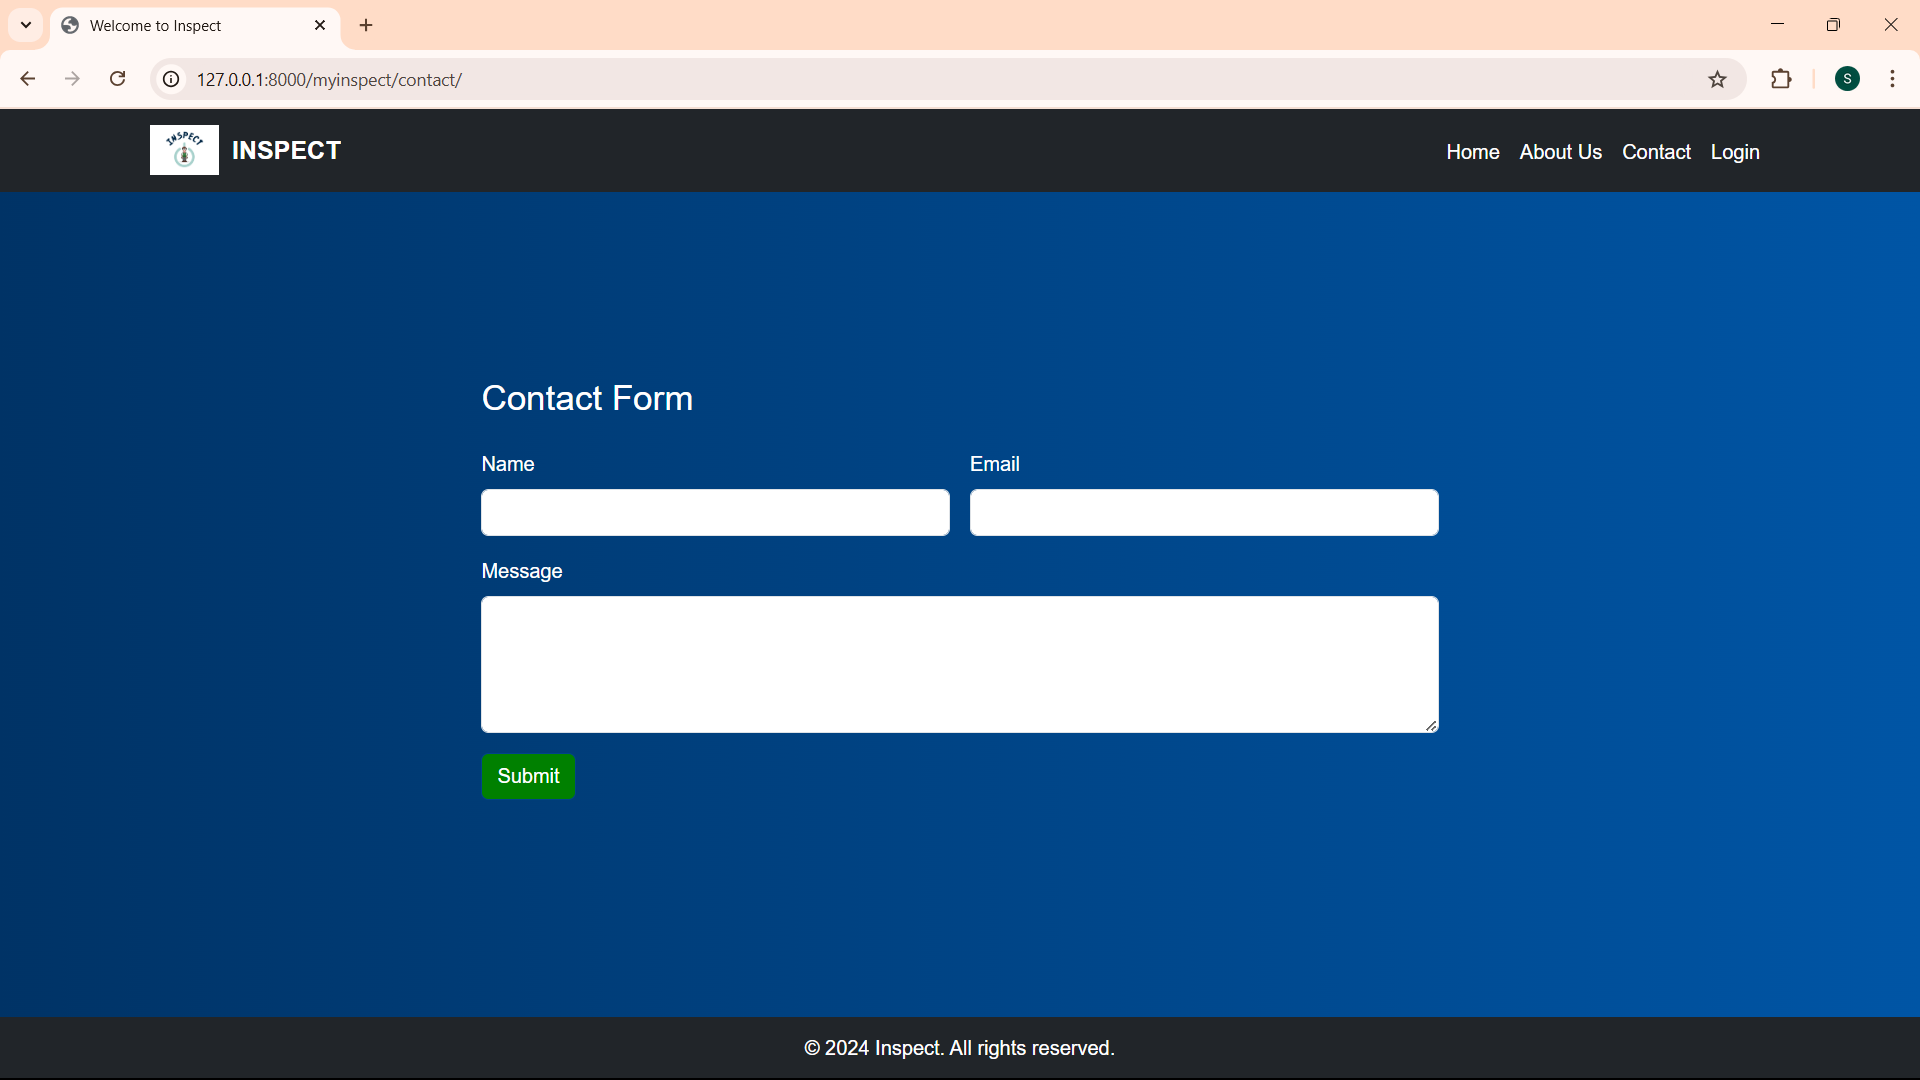 Welcome to Inspect
127.0.0.1:8000/myinspect/contact/
S
INSPECT
INSPECT
Home About Us Contact Login
Contact Form
Name Email
Message
Submit
© 2024 Inspect. All rights reserved.